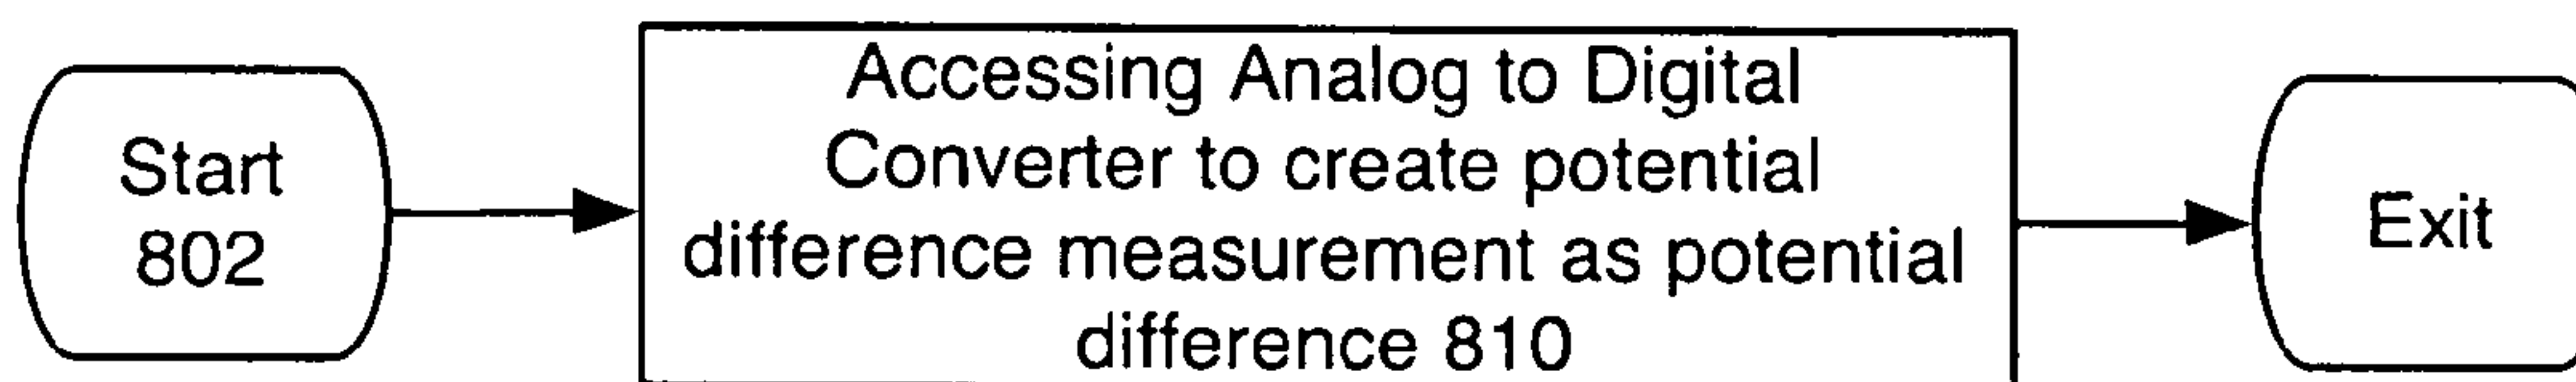 Start
802
Accessing Analog to Digital
Converter to create potential
difference measurement as potential
difference 810
Exit